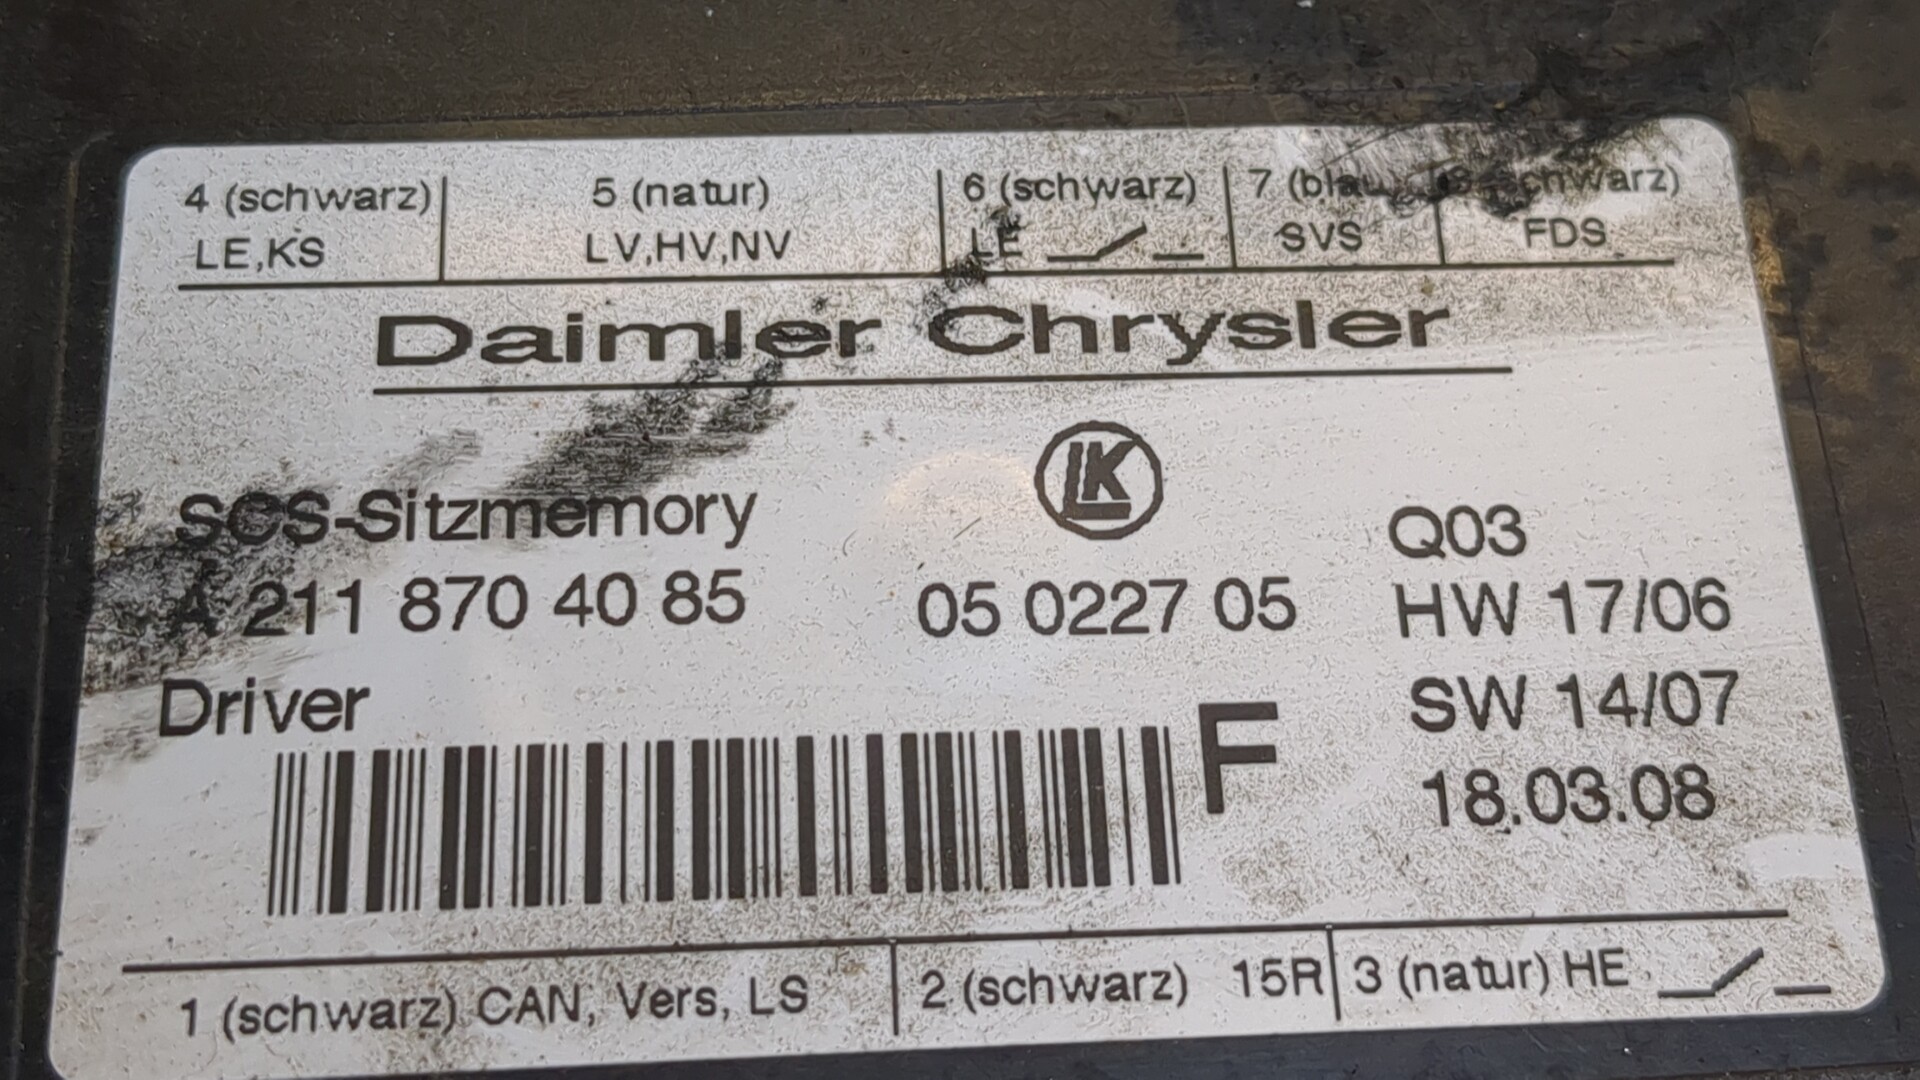 4 (schwarz) 5 (natur) 6 (schwarz) 7 (blau) 8 (schwarz)
LE,KS LV,HV,NV LE SVS FDS
Daimler Chrysler
LK
SCS-Sitzmemory Q03
A 211 870 40 85 05 0227 05 HW 17/06
Driver SW 14/07
F 18.03.08
1 (schwarz) CAN, Vers, LS 2 (schwarz) 15R 3 (natur) HE